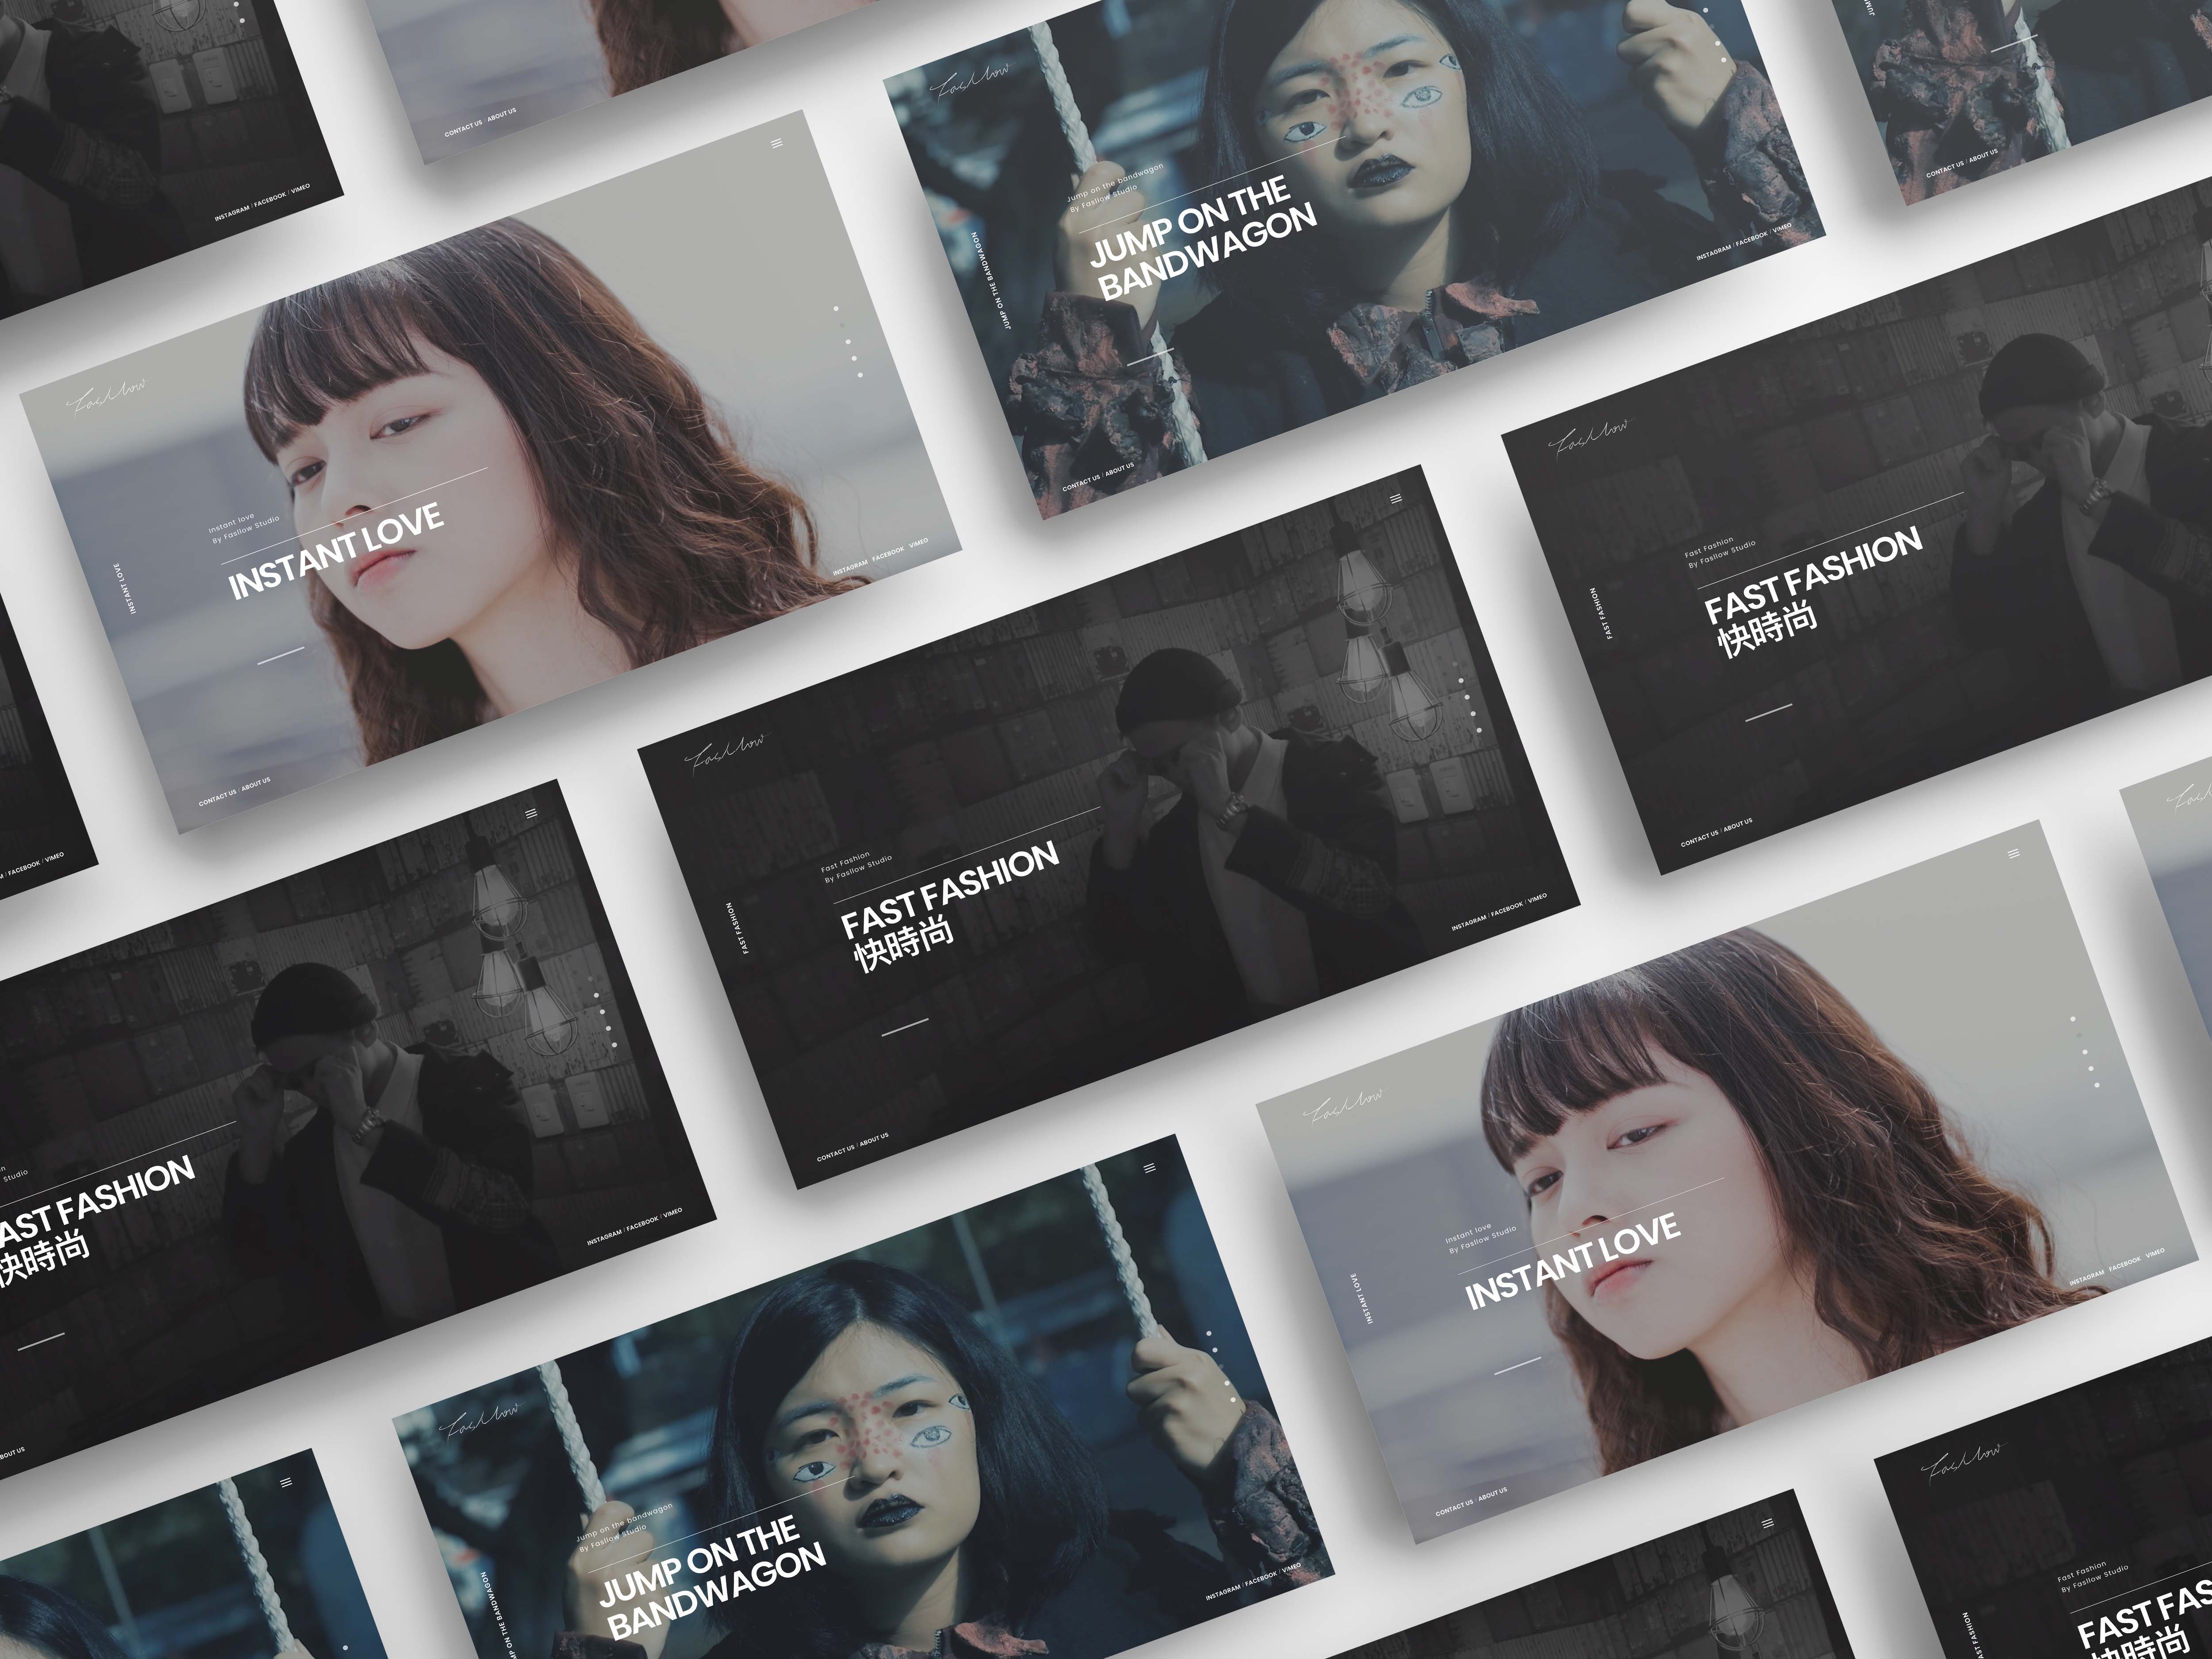 INSTAGRAM / FACEBOOK / VIMEO
CONTACT US / ABOUT US
Fasllow
Jump on the bandwagon
By Fasllow Studio
JUMP ON THE
BANDWAGON
JUMP ON THE BANDWAGON
INSTAGRAM / FACEBOOK / VIMEO
CONTACT US / ABOUT US
CONTACT US / ABOUT US
Fasllow
Instant love
By Fasllow Studio
INSTANT LOVE
INSTANT LOVE
INSTAGRAM FACEBOOK VIMEO
CONTACT US / ABOUT US
Fasllow
Fast Fashion
By Fasllow Studio
FAST FASHION
快時尚
FAST FASHION
CONTACT US / ABOUT US
/ FACEBOOK / VIMEO
Fasllow
Fast Fashion
By Fasllow Studio
FAST FASHION
快時尚
FAST FASHION
INSTAGRAM / FACEBOOK / VIMEO
CONTACT US / ABOUT US
Studio
AST FASHION
快時尚
INSTAGRAM / FACEBOOK / VIMEO
BOUT US
Fasllow
Instant love
By Fasllow Studio
INSTANT LOVE
INSTANT LOVE
INSTAGRAM FACEBOOK VIMEO
CONTACT US / ABOUT US
Fasllow
Jump on the bandwagon
By Fasllow Studio
JUMP ON THE
BANDWAGON
MP ON THE BANDWAGON
INSTAGRAM / FACEBOOK / VIMEO
Fasllow
Fast Fashion
By Fasllow Studio
FAST FAS
快時尚
AST FASHION